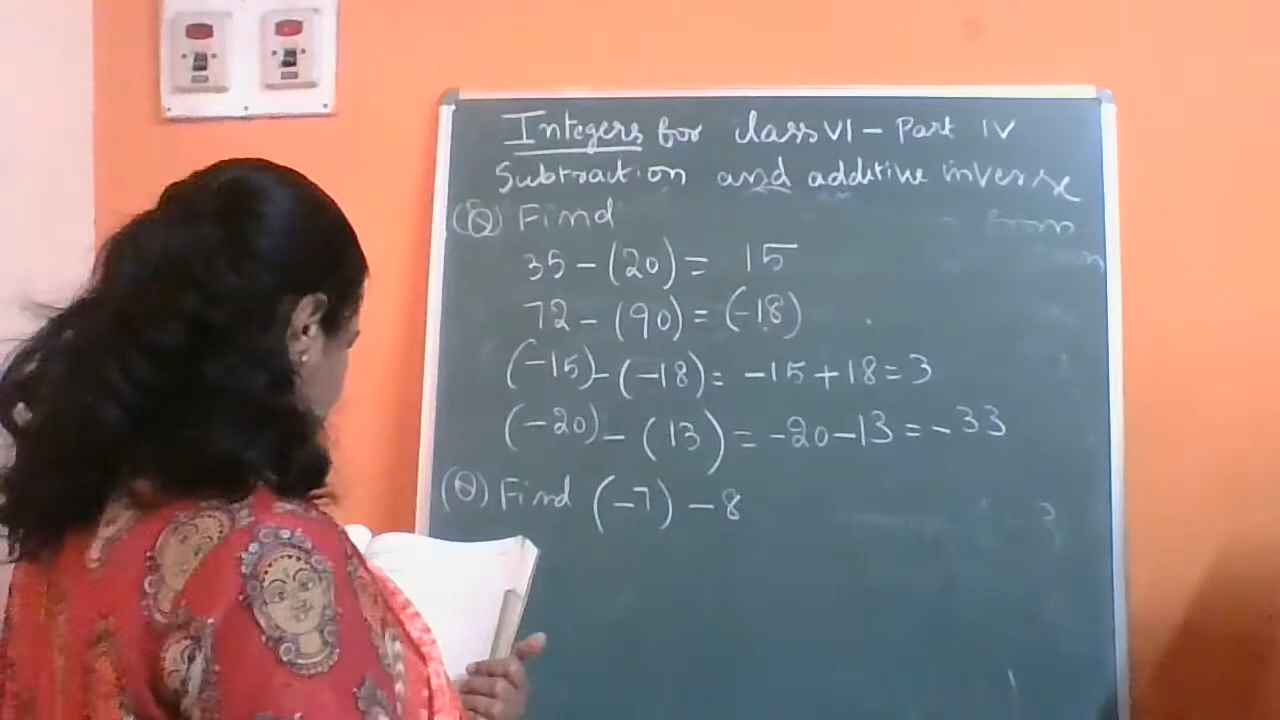 Integers for class VI - Part IV
Subtraction and additive inverse
(Q) Find
35 - (20) = 15
72 - (90) = (-18)
(-15) - (-18) = -15 + 18 = 3
(-20) - (13) = -20 - 13 = -33
(Q) Find (-7) - 8